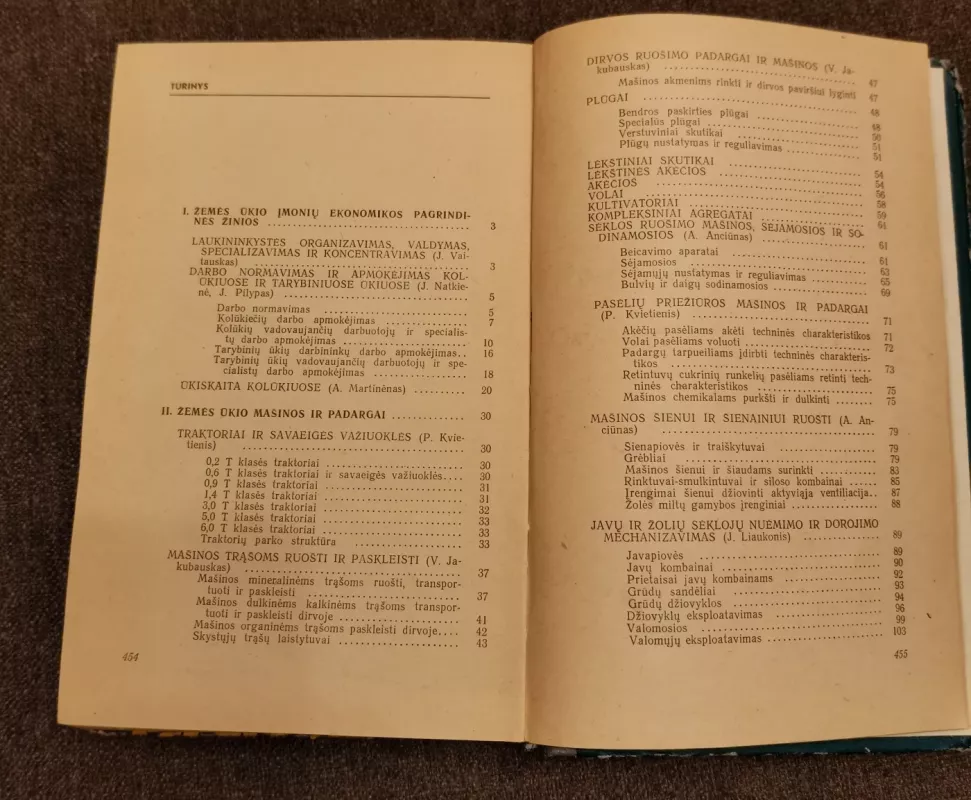 TURINYS
I. ŽEMĖS ŪKIO ĮMONIŲ EKONOMIKOS PAGRINDI-
NĖS ŽINIOS 3
LAUKININKYSTĖS ORGANIZAVIMAS, VALDYMAS,
SPECIALIZAVIMAS IR KONCENTRAVIMAS (J. Vai-
tauskas) 3
DARBO NORMAVIMAS IR APMOKĖJIMAS KOL-
ŪKIUOSE IR TARYBINIUOSE ŪKIUOSE (J. Natkie-
nė, J. Pilypas) 5
Darbo normavimas 5
Kolūkiečių darbo apmokėjimas 7
Kolūkių vadovaujančių darbuotojų ir specialis-
tų darbo apmokėjimas 10
Tarybinių ūkių darbininkų darbo apmokėjimas.. 16
Tarybinių ūkių vadovaujančių darbuotojų ir spe-
cialistų darbo apmokėjimas 18
ŪKISKAITA KOLŪKIUOSE (A. Martinėnas) 20
II. ŽEMĖS ŪKIO MAŠINOS IR PADARGAI 30
TRAKTORIAI IR SAVAEIGĖS VAŽIUOKLĖS (P. Kvie-
tienis) 30
0,2 T klasės traktoriai 30
0,6 T klasės traktoriai ir savaeigės važiuoklės.... 30
0,9 T klasės traktoriai 31
1,4 T klasės traktoriai 31
3,0 T klasės traktoriai 32
5,0 T klasės traktoriai 33
6,0 T klasės traktoriai 33
Traktorių parko struktūra 33
MAŠINOS TRĄŠOMS RUOŠTI IR PASKLEISTI (V. Ja-
kubauskas) 37
Mašinos mineralinėms trąšoms ruošti, transpor-
tuoti ir paskleisti 37
Mašinos dulkinėms kalkinėms trąšoms transpor-
tuoti ir paskleisti dirvoje 41
Mašinos organinėms trąšoms paskleisti dirvoje.... 42
Skystųjų trąšų laistytuvai 43
454
DIRVOS RUOŠIMO PADARGAI IR MAŠINOS (V. Ja-
kubauskas) 47
Mašinos akmenims rinkti ir dirvos paviršiui lyginti 47
PLŪGAI 48
Bendros paskirties plūgai 48
Specialūs plūgai 50
Verstuviniai skutikai 51
Plūgų nustatymas ir reguliavimas 51
LĖKŠTINIAI SKUTIKAI 54
LĖKŠTINĖS AKĖČIOS 54
AKĖČIOS 56
VOLAI 58
KULTIVATORIAI 59
KOMPLEKSINIAI AGREGATAI 61
SĖKLOS RUOŠIMO MAŠINOS, SĖJAMOSIOS IR SO-
DINAMOSIOS (A. Anciūnas) 61
Beicavimo aparatai 61
Sėjamosios 63
Sėjamųjų nustatymas ir reguliavimas 65
Bulvių ir daigų sodinamosios 69
PASĖLIŲ PRIEŽIŪROS MAŠINOS IR PADARGAI
(P. Kvietienis) 71
Akėčių pasėliams akėti techninės charakteristikos 71
Volai pasėliams voluoti 72
Padargų tarpueiliams įdirbti techninės charakteris-
tikos 73
Retintuvų cukrinių runkelių pasėliams retinti tech-
ninės charakteristikos 75
Mašinos chemikalams purkšti ir dulkinti 75
MAŠINOS ŠIENUI IR ŠIENAINIUI RUOŠTI (A. An-
ciūnas) 79
Šienapiovės ir traiškytuvai 79
Grėbliai 79
Mašinos šienui ir šiaudams surinkti 83
Rinktuvai-smulkintuvai ir siloso kombainai 85
Įrengimai šienui džiovinti aktyviąja ventiliacija.. 87
Žolės miltų gamybos įrenginiai 88
JAVŲ IR ŽOLIŲ SĖKLOJŲ NUĖMIMO IR DOROJIMO
MECHANIZAVIMAS (J. Liaukonis) 89
Javapiovės 89
Javų kombainai 90
Prietaisai javų kombainams 92
Grūdų sandėliai 93
Grūdų džiovyklos 94
Džiovyklų eksploatavimas 96
Valomosios 99
Valomųjų eksploatavimas 103
455